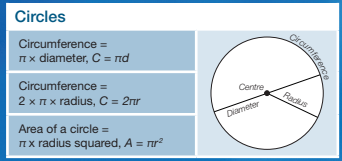 Circles
Circumference =
π × diameter, C = πd
Circumference =
2 × π × radius, C = 2πr
Area of a circle =
π × radius squared, A = πr²
Circumference
Centre
Radius
Diameter